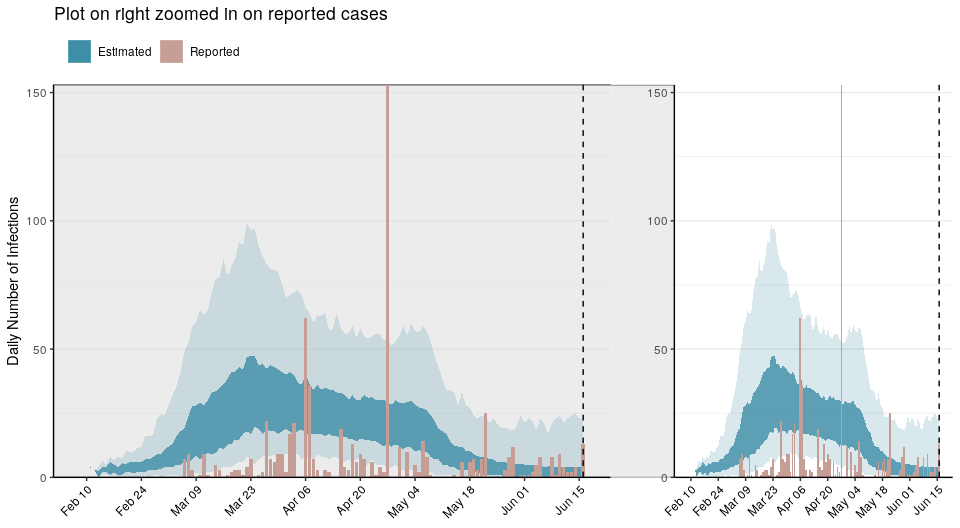 Plot on right zoomed in on reported cases
Estimated Reported
Daily Number of Infections
150
100
50
0
Feb 10 Feb 24 Mar 09 Mar 23 Apr 06 Apr 20 May 04 May 18 Jun 01 Jun 15
150
100
50
0
Feb 10 Feb 24 Mar 09 Mar 23 Apr 06 Apr 20 May 04 May 18 Jun 01 Jun 15